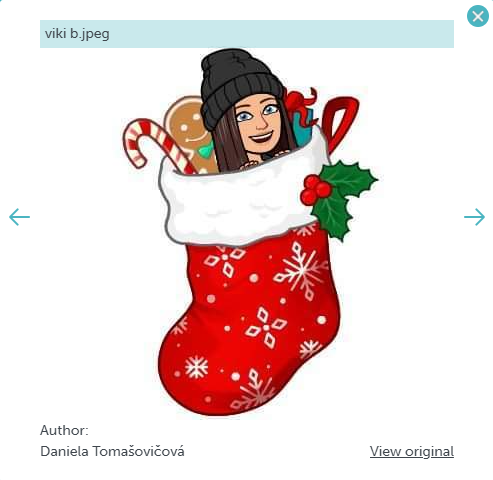 viki b.jpeg
Author:
Daniela Tomašovičová
View original